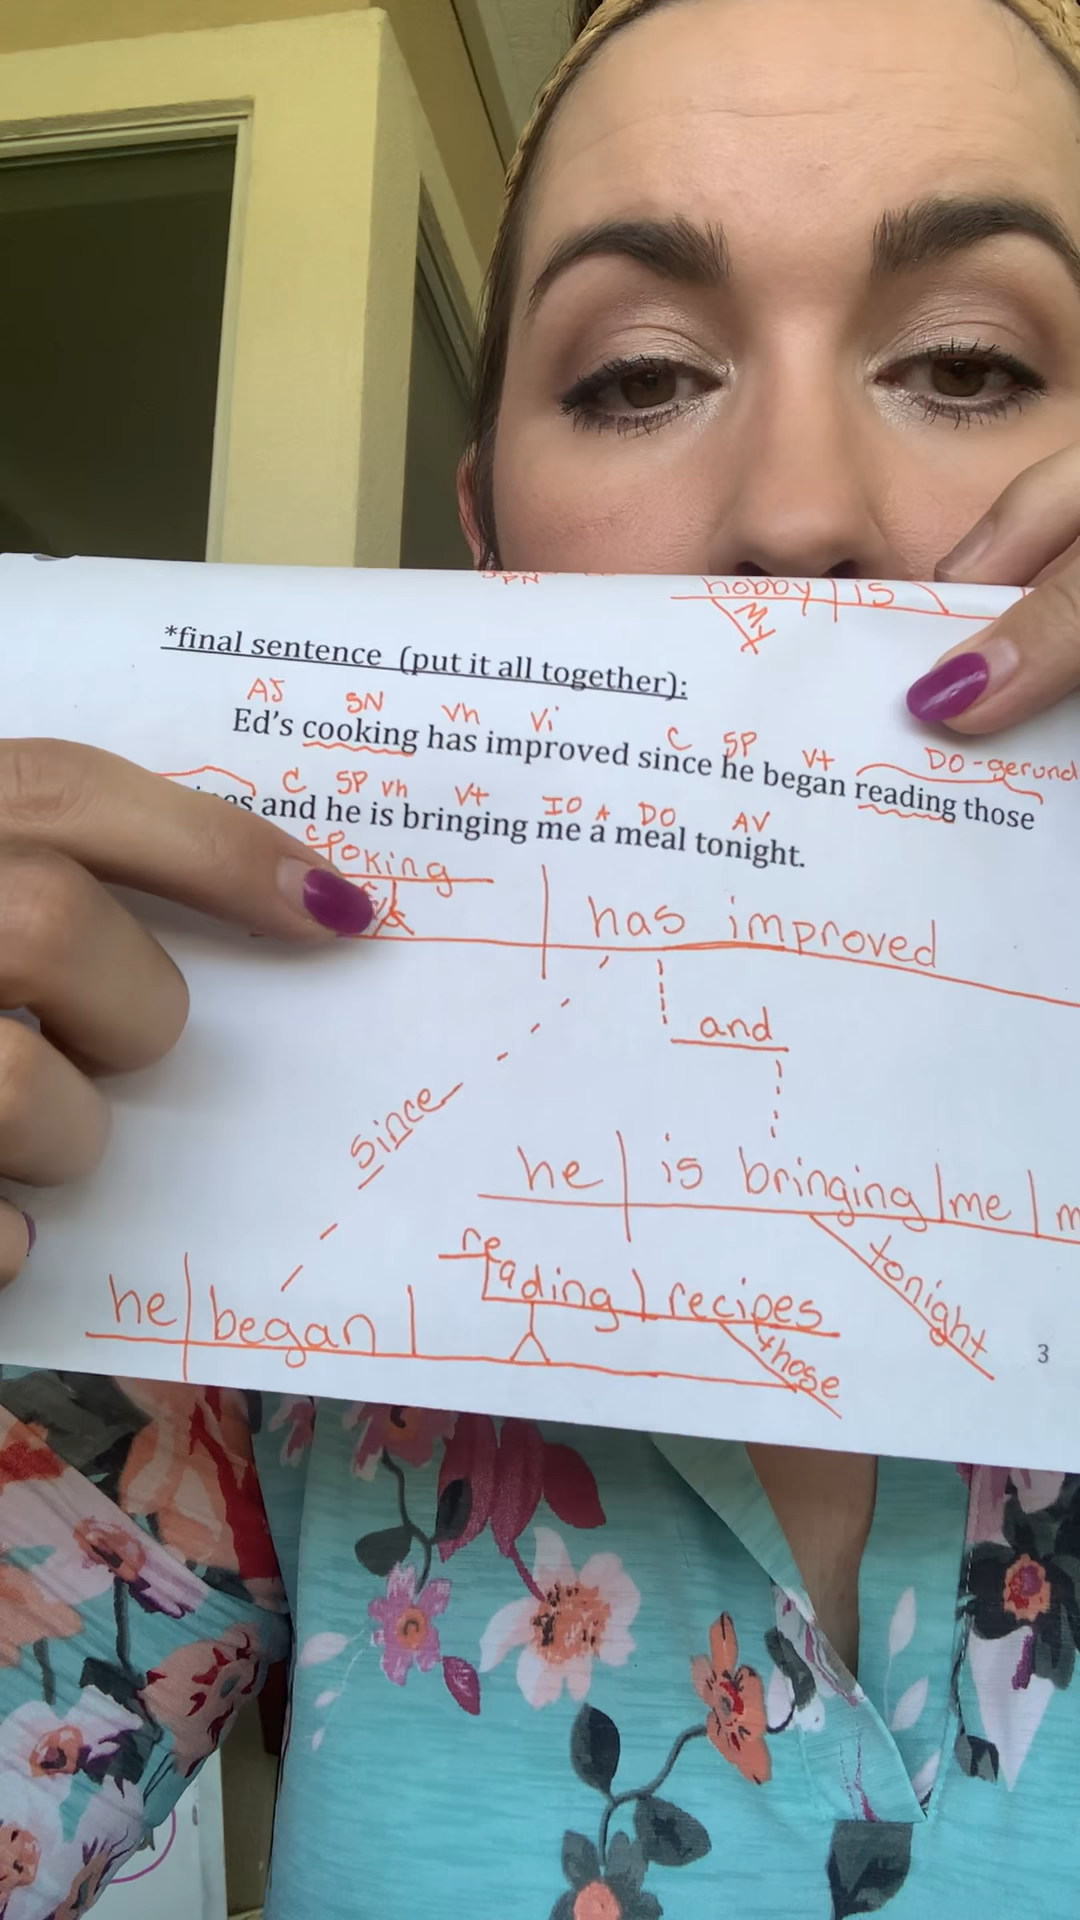 hobby is
My
*final sentence (put it all together):
AJ SN Vh Vi C SP Vt DO-gerund
Ed's cooking has improved since he began reading those
C SP Vh Vt IO A DO AV
and he is bringing me a meal tonight.
cooking has improved
and
since
he is bringing me
tonight
he began reading recipes
those
3